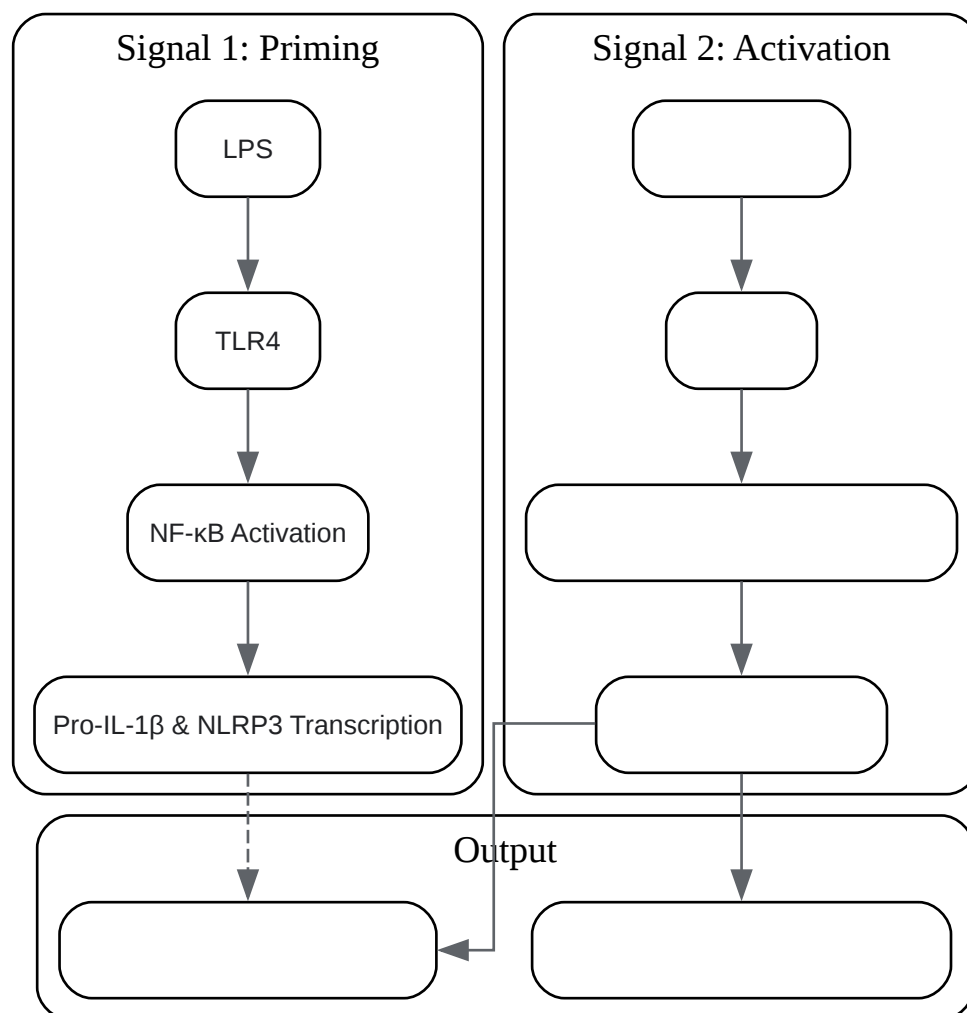 Signal 1: Priming
LPS
TLR4
NF-κB Activation
Pro-IL-1β & NLRP3 Transcription
Signal 2: Activation
Output